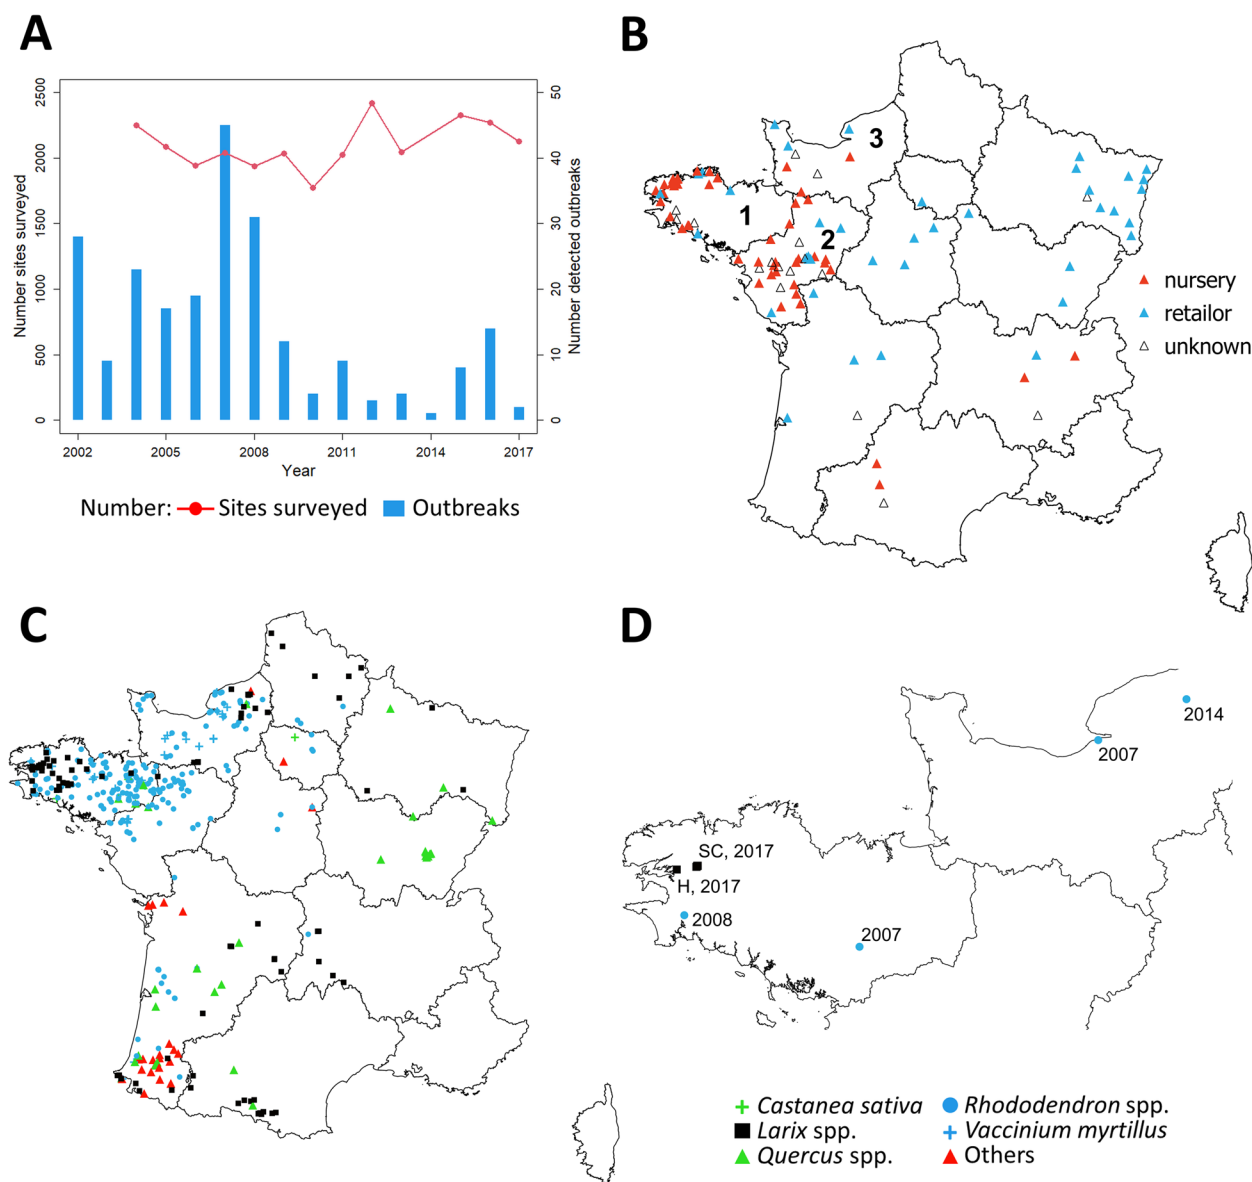 A
Number sites surveyed
2500
2000
1500
1000
500
0
50
40
30
20
10
0
Number detected outbreaks
2002
2005
2008
2011
2014
2017
Year
Number:
Sites surveyed
Outbreaks
B
3
1
2
nursery
retailor
unknown
C
D
2014
2007
SC, 2017
H, 2017
2008
2007
Castanea sativa
Rhododendron spp.
Larix spp.
Vaccinium myrtillus
Quercus spp.
Others